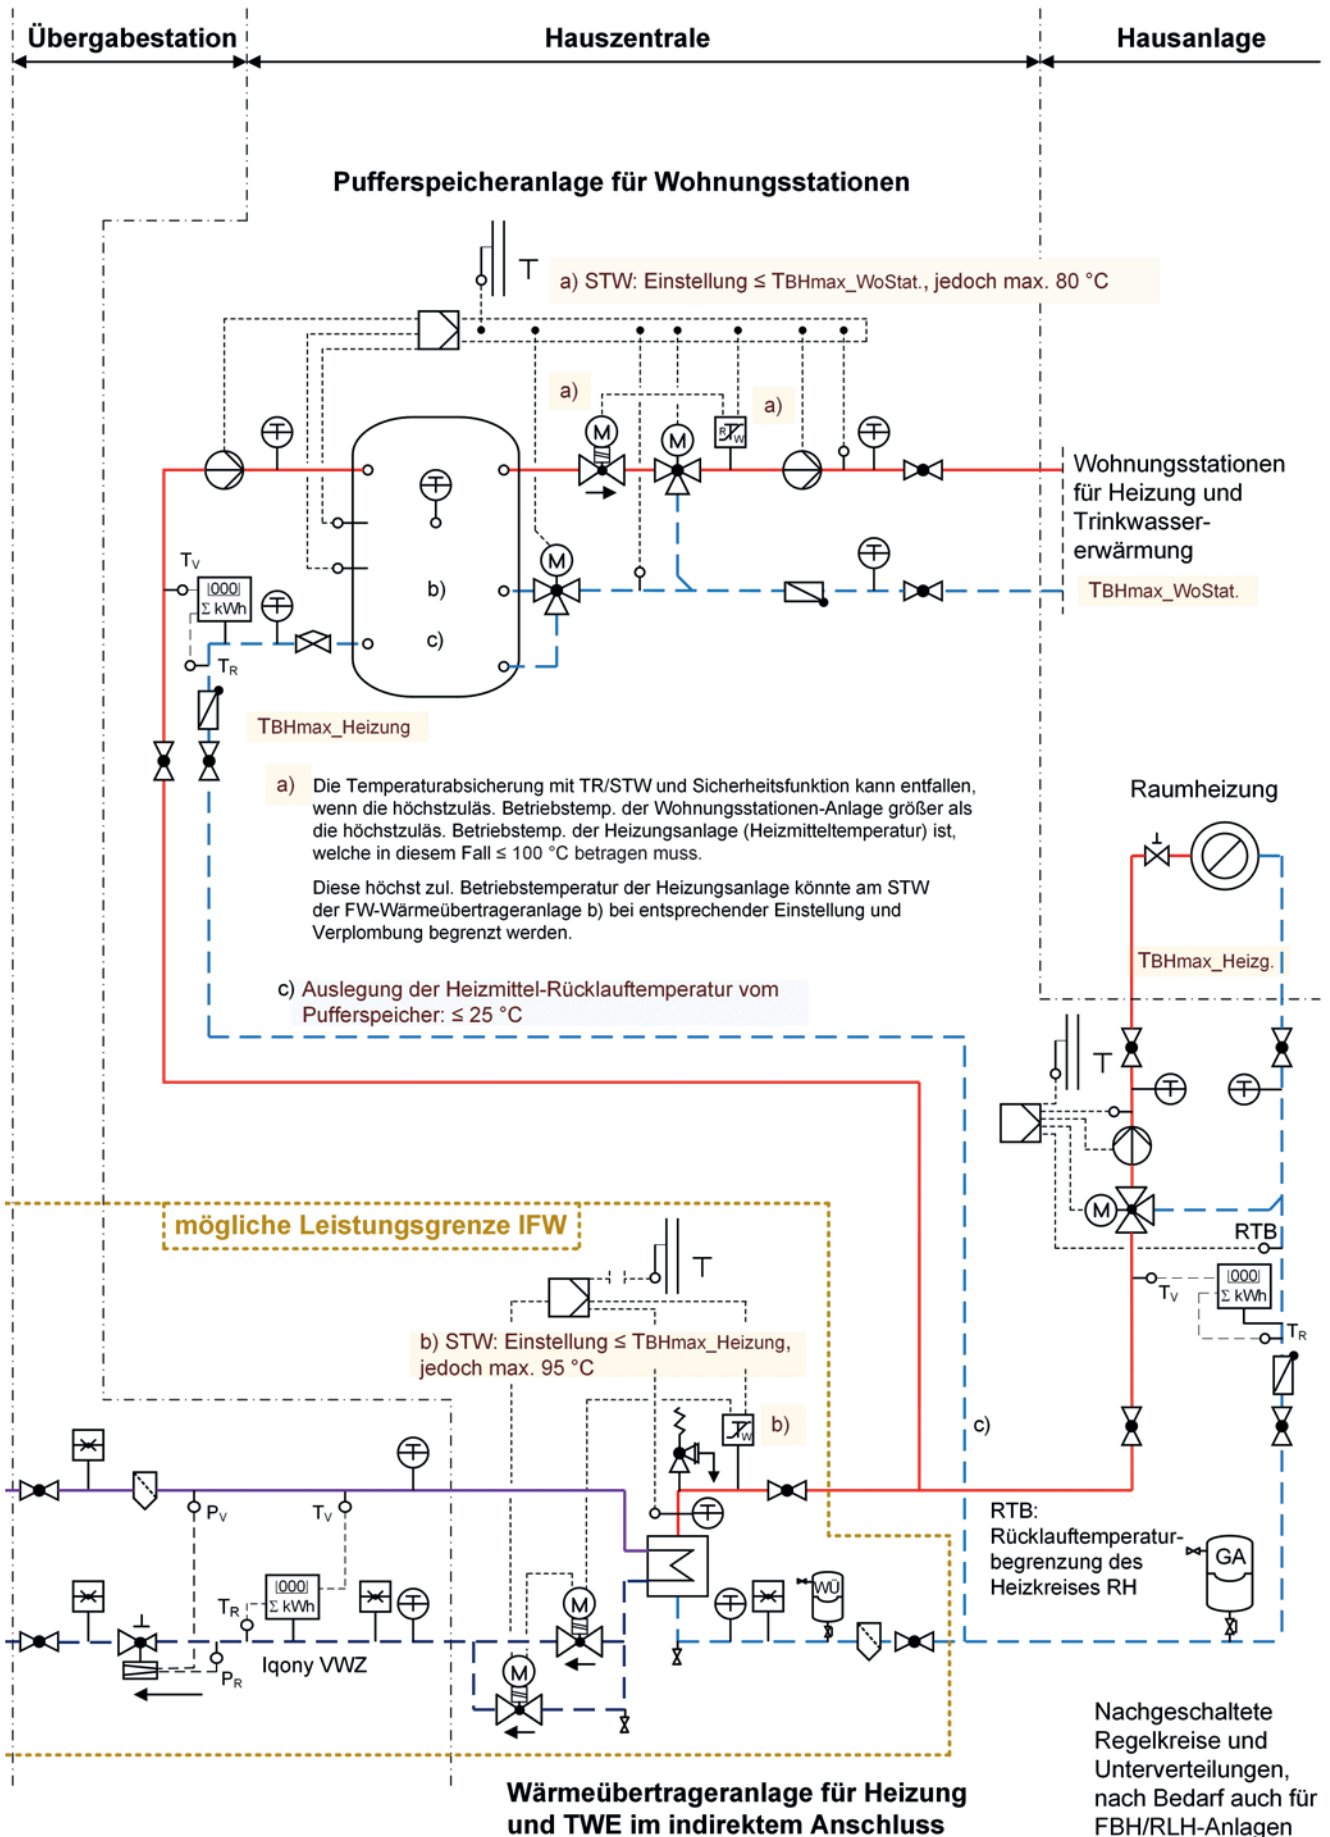 Übergabestation
Hauszentrale
Hausanlage
Pufferspeicheranlage für Wohnungsstationen
T
a) STW: Einstellung ≤ TBHmax_WoStat., jedoch max. 80 °C
a)
a)
M
M
R T W
T
T
T
Wohnungsstationen
für Heizung und
Trinkwasser-
erwärmung
TBHmax_WoStat.
M
T
TV
|000|
Σ kWh
T
TR
b)
c)
TBHmax_Heizung
a) Die Temperaturabsicherung mit TR/STW und Sicherheitsfunktion kann entfallen,
wenn die höchstzuläs. Betriebstemp. der Wohnungsstationen-Anlage größer als
die höchstzuläs. Betriebstemp. der Heizungsanlage (Heizmitteltemperatur) ist,
welche in diesem Fall ≤ 100 °C betragen muss.
Diese höchst zul. Betriebstemperatur der Heizungsanlage könnte am STW
der FW-Wärmeübertrageranlage b) bei entsprechender Einstellung und
Verplombung begrenzt werden.
c) Auslegung der Heizmittel-Rücklauftemperatur vom
Pufferspeicher: ≤ 25 °C
Raumheizung
TBHmax_Heizg.
T
T
T
M
RTB
TV
|000|
Σ kWh
TR
mögliche Leistungsgrenze IFW
T
b) STW: Einstellung ≤ TBHmax_Heizung,
jedoch max. 95 °C
T W
b)
c)
T
PV
TV
T
RTB:
Rücklauftemperatur-
begrenzung des
Heizkreises RH
GA
TR
|000|
Σ kWh
T
M
T
WÜ
PR
Iqony VWZ
M
Nachgeschaltete
Regelkreise und
Unterverteilungen,
nach Bedarf auch für
FBH/RLH-Anlagen
Wärmeübertrageranlage für Heizung
und TWE im indirektem Anschluss